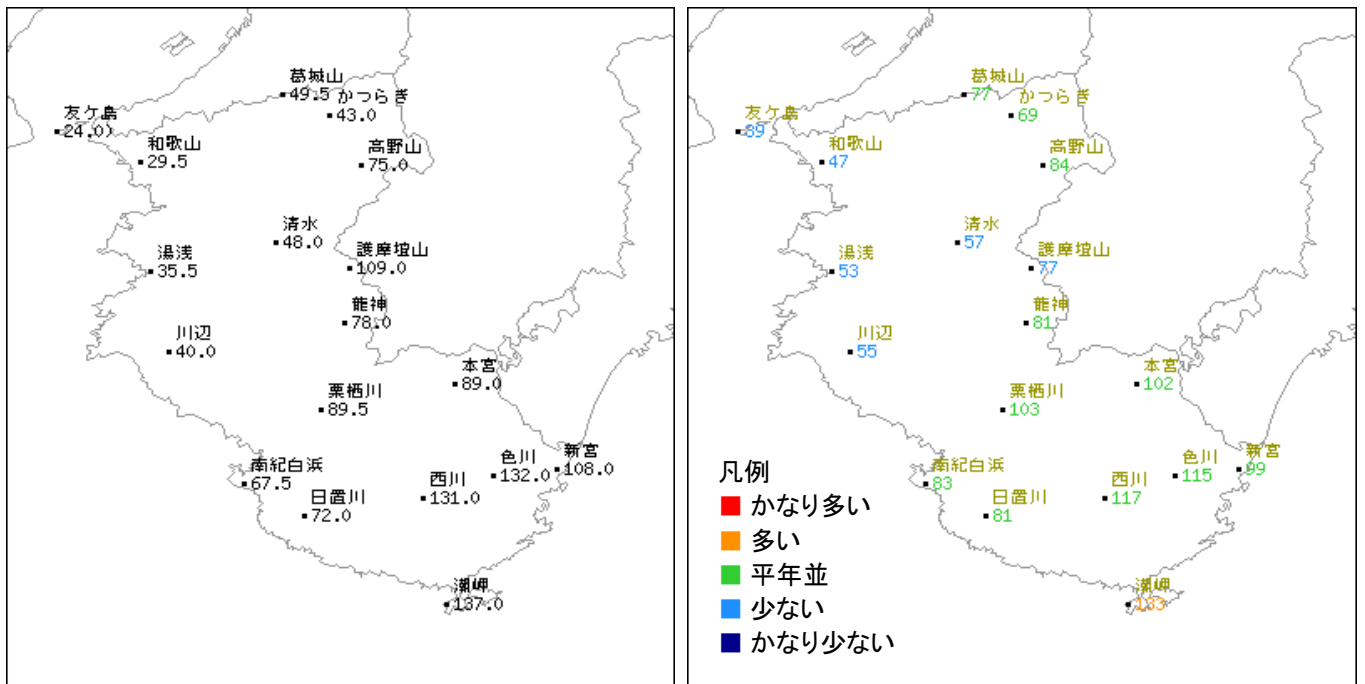 葛城山
49.5
かつらぎ
43.0
友ケ島
24.0)
和歌山
29.5
高野山
75.0
清水
48.0
湯浅
35.5
護摩壇山
109.0
龍神
78.0
川辺
40.0
本宮
89.0
栗栖川
89.5
新宮
108.0
色川
132.0
南紀白浜
67.5
西川
131.0
日置川
72.0
潮岬
137.0
葛城山
77
かつらぎ
69
友ケ島
和歌山
47
高野山
84
清水
57
湯浅
53
護摩壇山
77
龍神
81
川辺
55
本宮
102
栗栖川
103
新宮
99
色川
115
南紀白浜
83
西川
117
日置川
81
潮岬
133
凡例
かなり多い
多い
平年並
少ない
かなり少ない